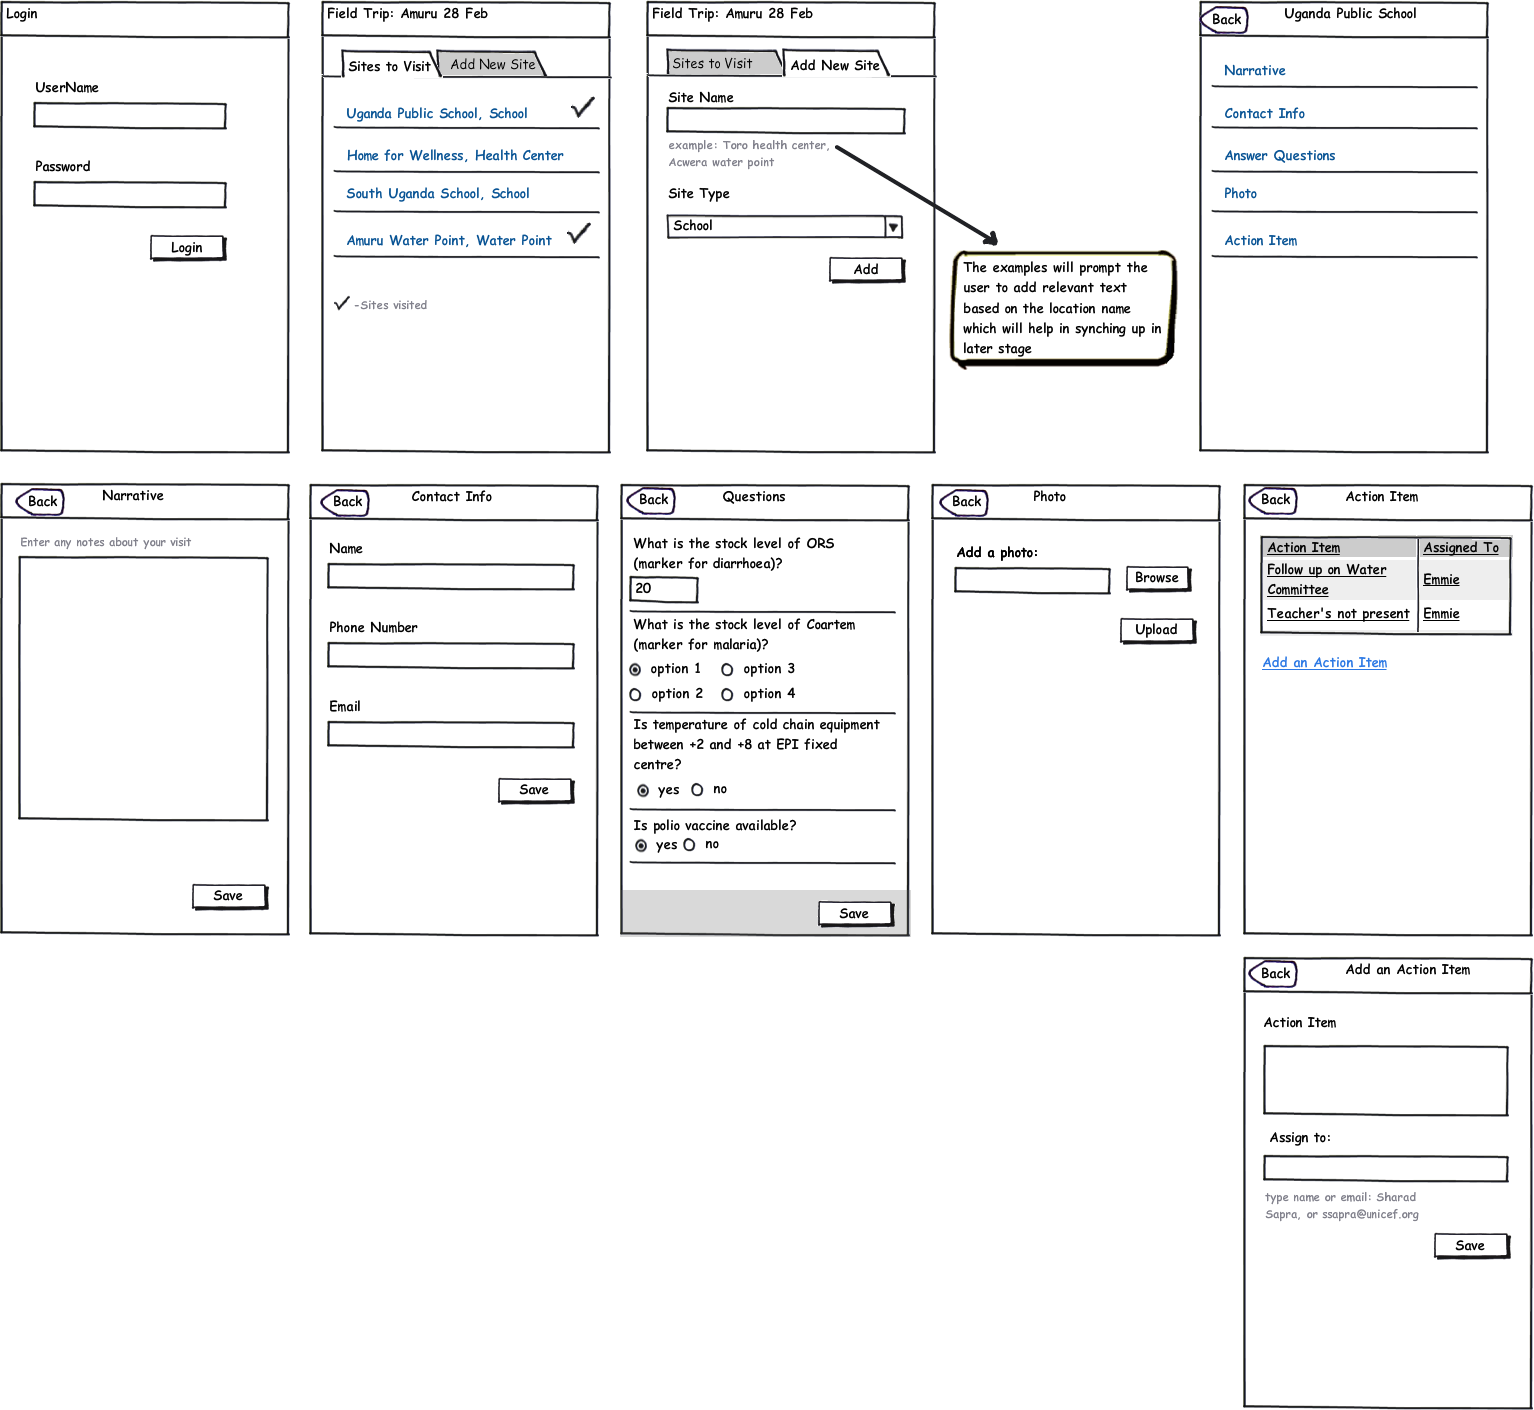 Login
UserName
Password
Login
Field Trip: Amuru 28 Feb
Sites to Visit
Add New Site
Uganda Public School, School
Home for Wellness, Health Center
South Uganda School, School
Amuru Water Point, Water Point
-Sites visited
Field Trip: Amuru 28 Feb
Sites to Visit
Add New Site
Site Name
example: Toro health center,
Acwera water point
Site Type
School
Add
The examples will prompt the
user to add relevant text
based on the location name
which will help in synching up in
later stage
Back
Uganda Public School
Narrative
Contact Info
Answer Questions
Photo
Action Item
Back
Narrative
Enter any notes about your visit
Save
Back
Contact Info
Name
Phone Number
Email
Save
Back
Questions
What is the stock level of ORS
(marker for diarrhoea)?
20
What is the stock level of Coartem
(marker for malaria)?
option 1
option 3
option 2
option 4
Is temperature of cold chain equipment
between +2 and +8 at EPI fixed
centre?
yes
no
Is polio vaccine available?
yes
no
Save
Back
Photo
Add a photo:
Browse
Upload
Back
Action Item
Action Item
Assigned To
Follow up on Water
Committee
Emmie
Teacher's not present
Emmie
Add an Action Item
Back
Add an Action Item
Action Item
Assign to:
type name or email: Sharad
Sapra, or ssapra@unicef.org
Save